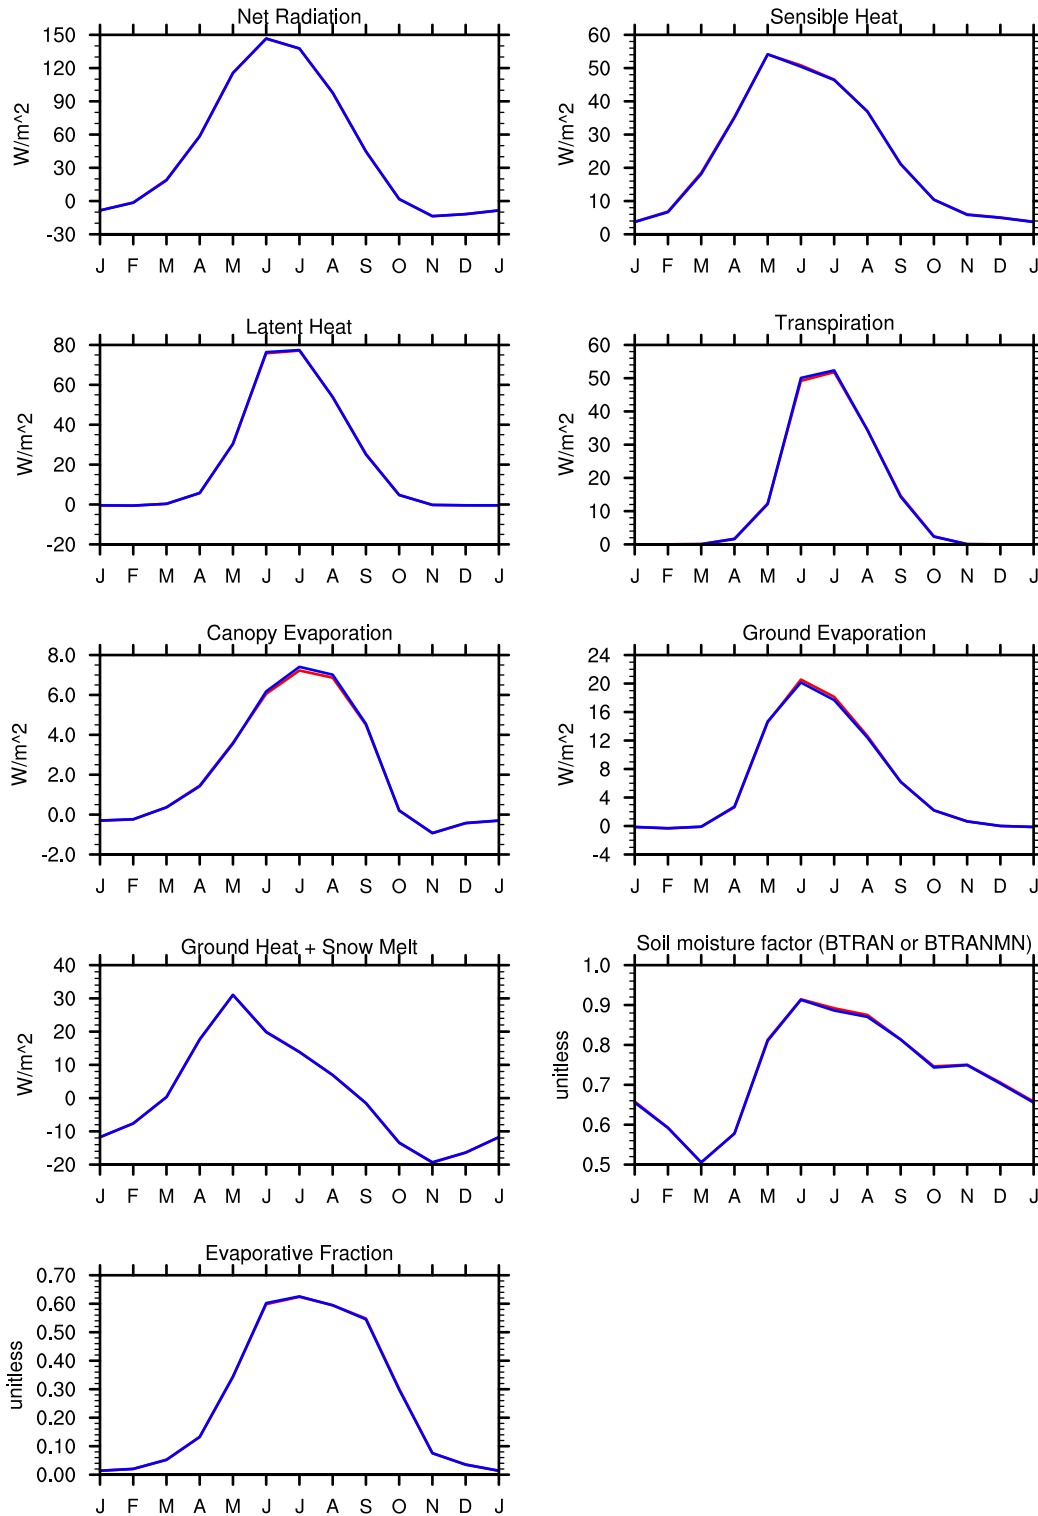 Net Radiation
150
120
90
60
30
0
-30
W/m^2
J F M A M J J A S O N D J
Sensible Heat
60
50
40
30
20
10
0
W/m^2
J F M A M J J A S O N D J
Latent Heat
80
60
40
20
0
-20
W/m^2
J F M A M J J A S O N D J
Transpiration
60
50
40
30
20
10
0
W/m^2
J F M A M J J A S O N D J
Canopy Evaporation
8.0
6.0
4.0
2.0
0.0
-2.0
W/m^2
J F M A M J J A S O N D J
Ground Evaporation
24
20
16
12
8
4
0
-4
W/m^2
J F M A M J J A S O N D J
Ground Heat + Snow Melt
40
30
20
10
0
-10
-20
W/m^2
J F M A M J J A S O N D J
Soil moisture factor (BTRAN or BTRANMN)
1.0
0.9
0.8
0.7
0.6
0.5
unitless
J F M A M J J A S O N D J
Evaporative Fraction
0.70
0.60
0.50
0.40
0.30
0.20
0.10
0.00
unitless
J F M A M J J A S O N D J